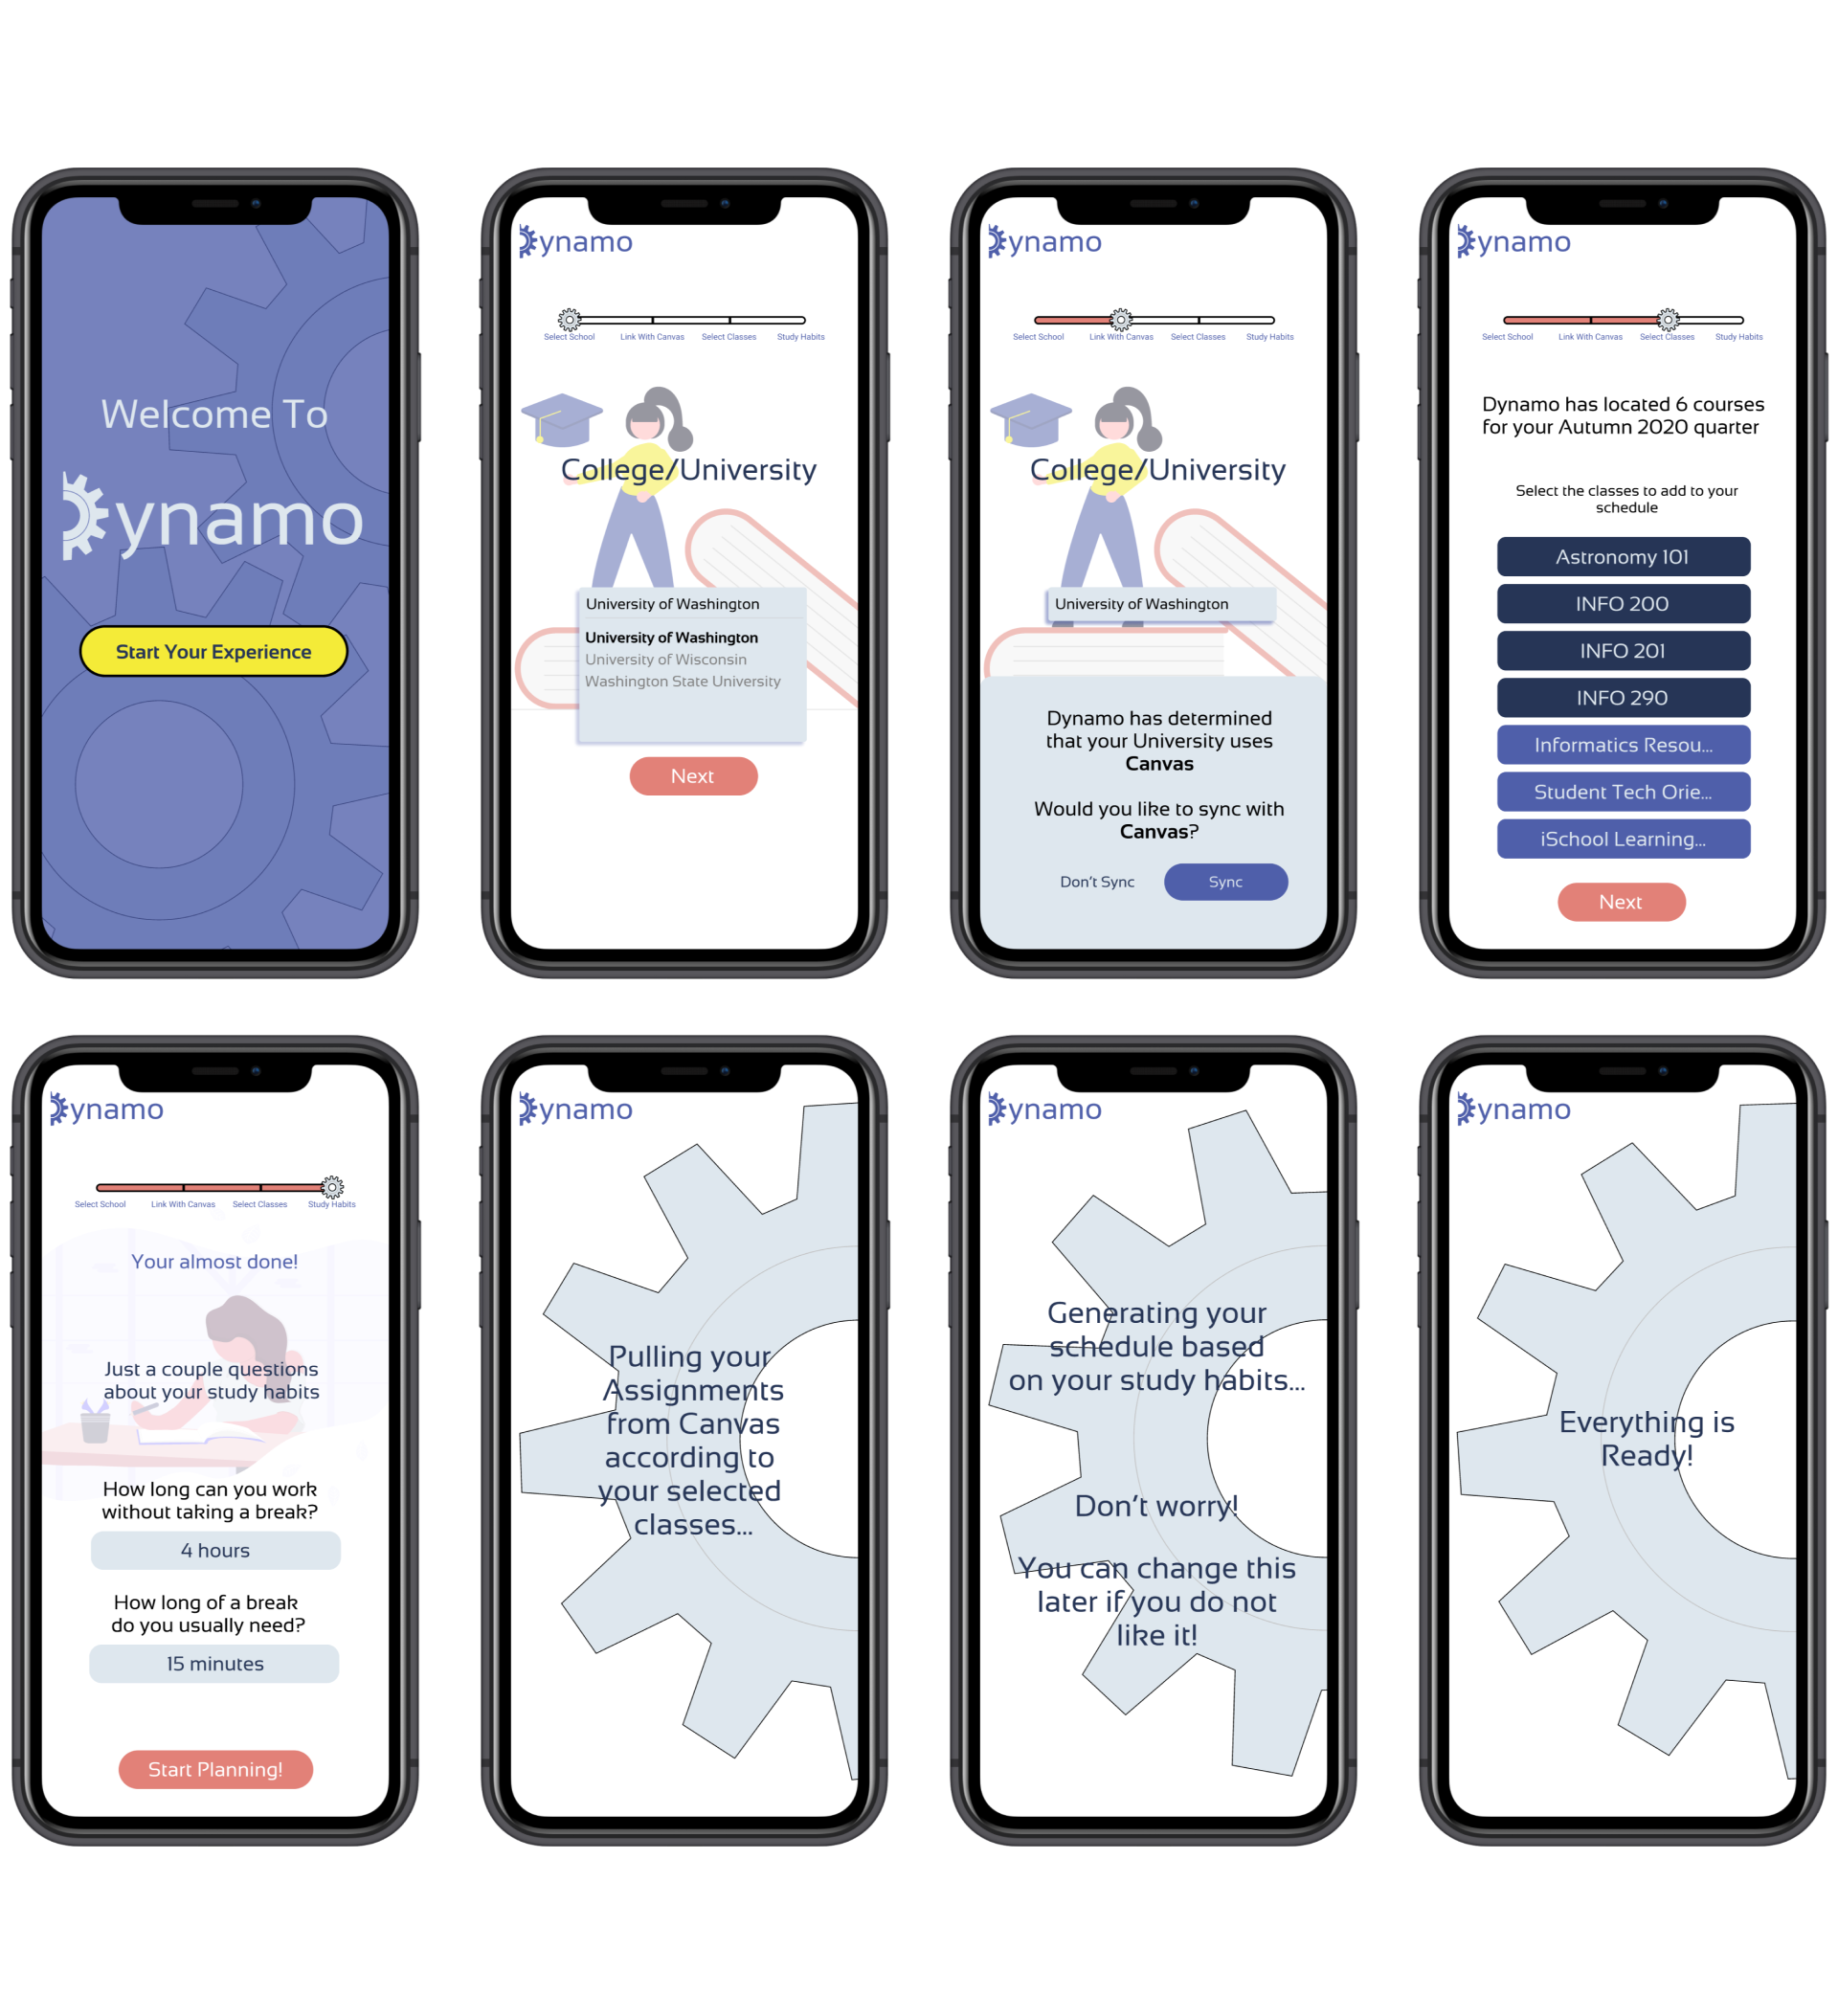 Welcome To
Dynamo
Start Your Experience
Dynamo
Select School Link With Canvas Select Classes Study Habits
College/University
University of Washington
University of Washington
University of Wisconsin
Washington State University
Next
Dynamo
Select School Link With Canvas Select Classes Study Habits
College/University
University of Washington
Dynamo has determined
that your University uses
Canvas
Would you like to sync with
Canvas?
Don't Sync Sync
Dynamo
Select School Link With Canvas Select Classes Study Habits
Dynamo has located 6 courses
for your Autumn 2020 quarter
Select the classes to add to your
schedule
Astronomy 101
INFO 200
INFO 201
INFO 290
Informatics Resou...
Student Tech Orie...
iSchool Learning...
Next
Dynamo
Select School Link With Canvas Select Classes Study Habits
Your almost done!
Just a couple questions
about your study habits
How long can you work
without taking a break?
4 hours
How long of a break
do you usually need?
15 minutes
Start Planning!
Dynamo
Pulling your
Assignments
from Canvas
according to
your selected
classes...
Dynamo
Generating your
schedule based
on your study habits...
Don't worry!
You can change this
later if you do not
like it!
Dynamo
Everything is
Ready!